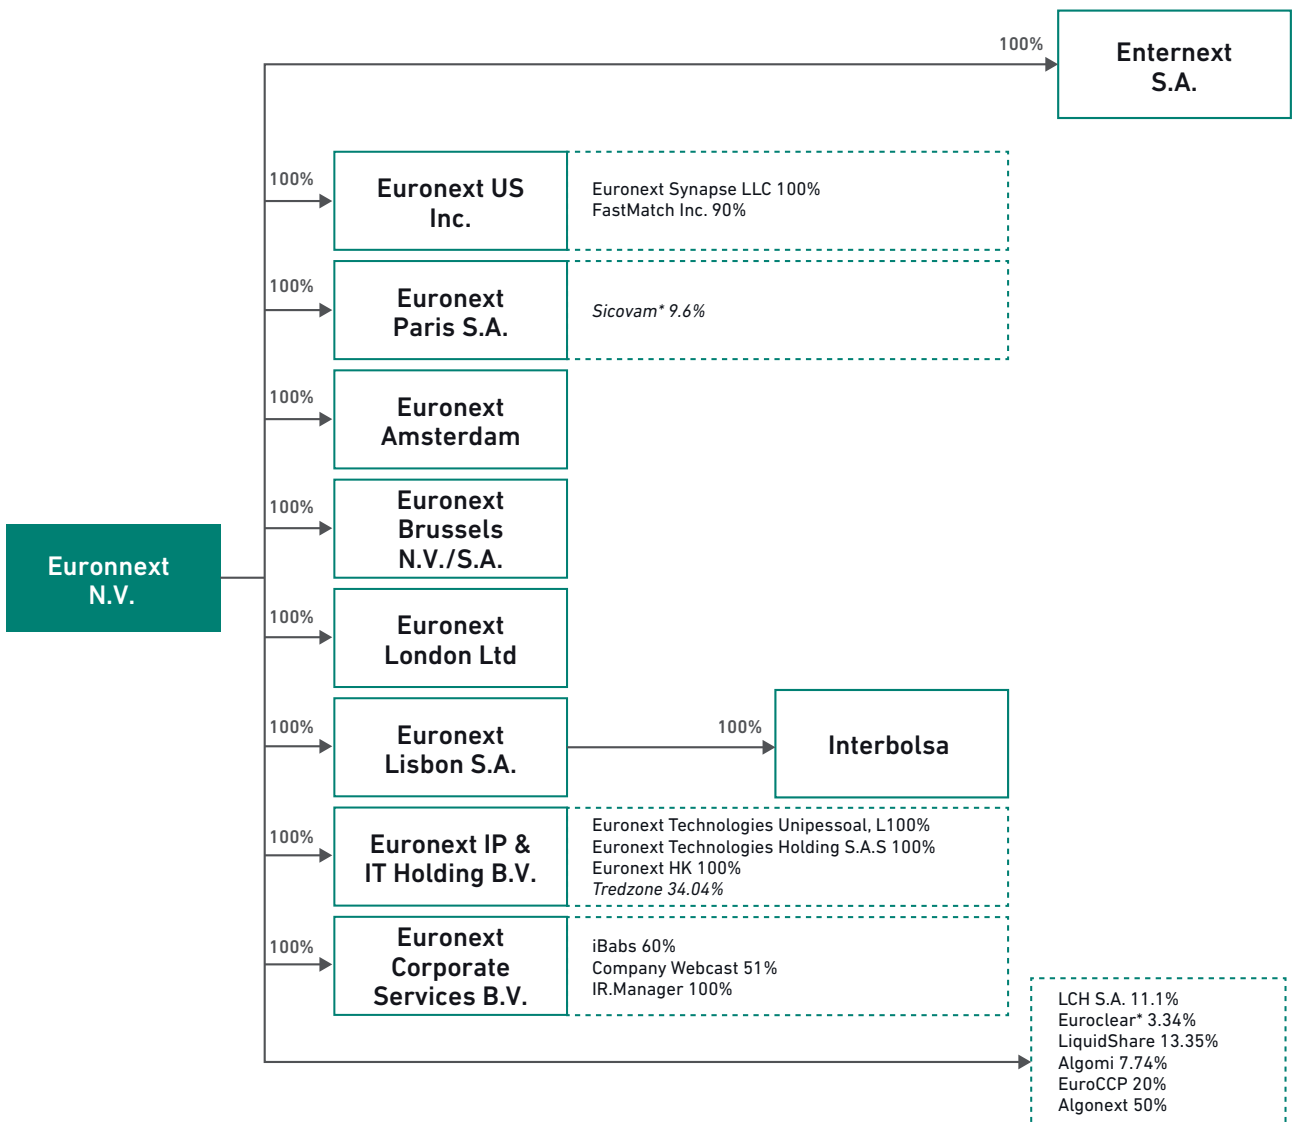 100%
Enternext
S.A.
100%
Euronext US
Inc.
Euronext Synapse LLC 100%
FastMatch Inc. 90%
100%
Euronext
Paris S.A.
Sicovam* 9.6%
100%
Euronext
Amsterdam
100%
Euronext
Brussels
N.V./S.A.
Euronnext
N.V.
100%
Euronext
London Ltd
100%
Euronext
Lisbon S.A.
100%
Interbolsa
100%
Euronext IP &
IT Holding B.V.
Euronext Technologies Unipessoal, L100%
Euronext Technologies Holding S.A.S 100%
Euronext HK 100%
Tredzone 34.04%
100%
Euronext
Corporate
Services B.V.
iBabs 60%
Company Webcast 51%
IR.Manager 100%
LCH S.A. 11.1%
Euroclear* 3.34%
LiquidShare 13.35%
Algomi 7.74%
EuroCCP 20%
Algonext 50%